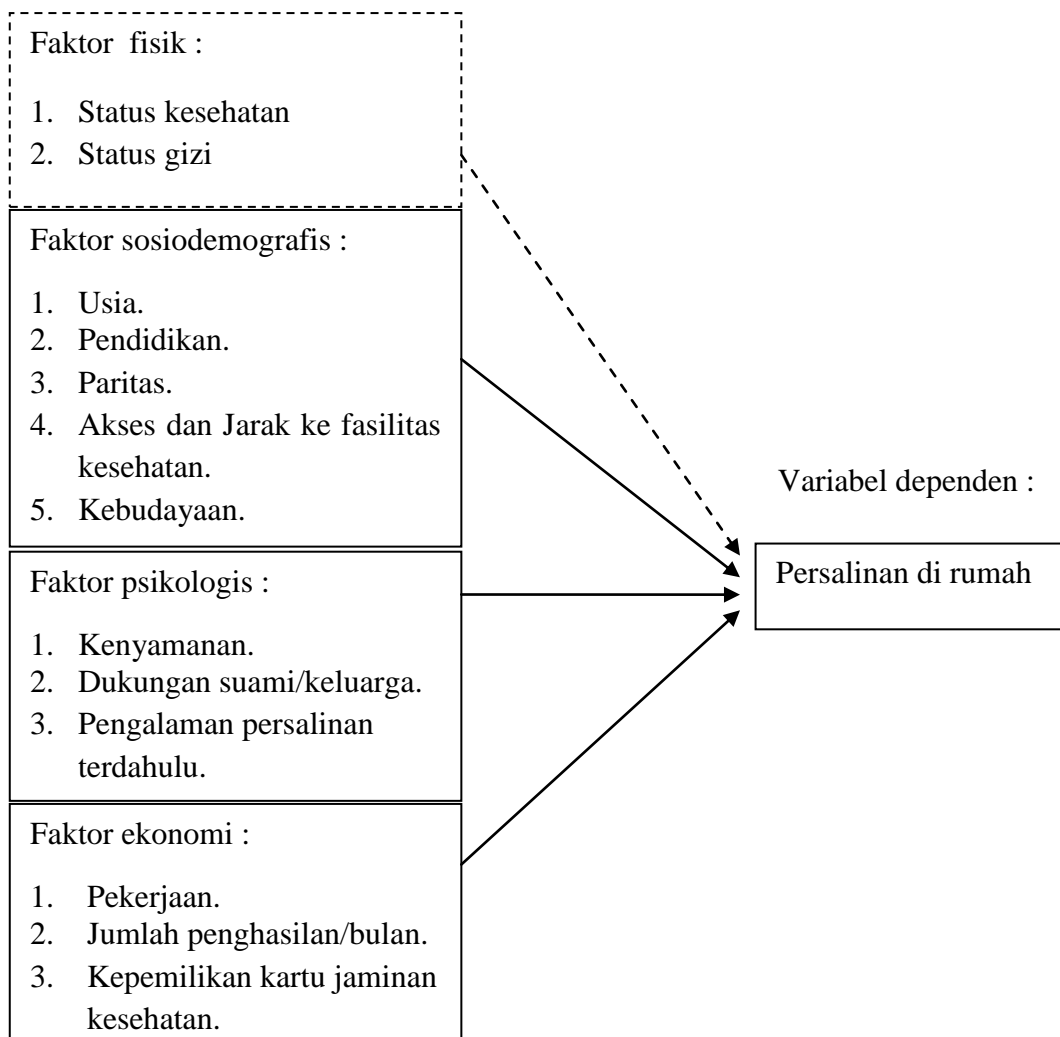 Faktor fisik :
1. Status kesehatan
2. Status gizi
Faktor sosiodemografis :
1. Usia.
2. Pendidikan.
3. Paritas.
4. Akses dan Jarak ke fasilitas
kesehatan.
5. Kebudayaan.
Faktor psikologis :
1. Kenyamanan.
2. Dukungan suami/keluarga.
3. Pengalaman persalinan
terdahulu.
Faktor ekonomi :
1. Pekerjaan.
2. Jumlah penghasilan/bulan.
3. Kepemilikan kartu jaminan
kesehatan.
Variabel dependen :
Persalinan di rumah